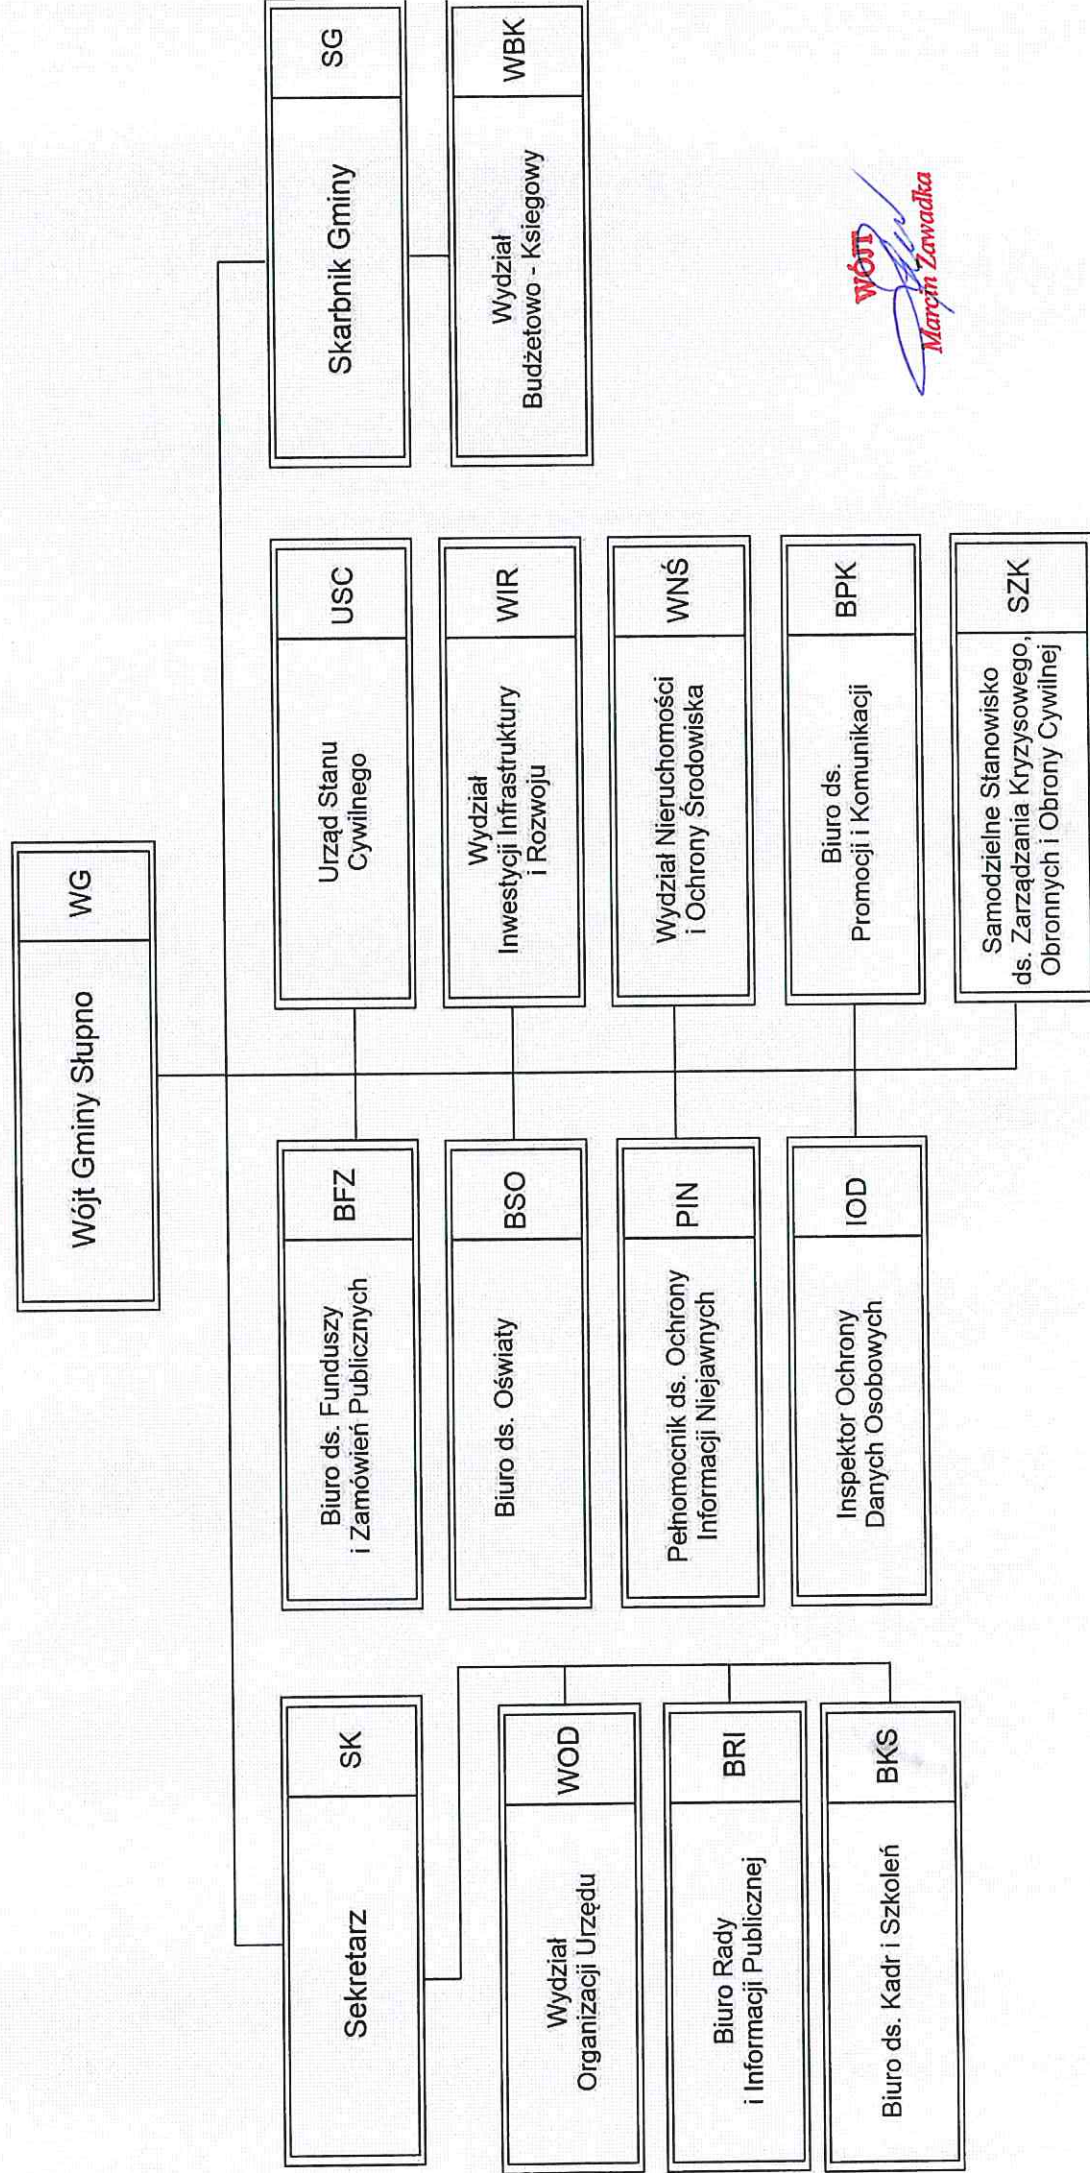 Wójt Gminy Słupno
WG
Sekretarz
SK
Wydział
Organizacji Urzędu
WOD
Biuro Rady
i Informacji Publicznej
BRI
Biuro ds. Kadr i Szkoleń
BKS
Biuro ds. Funduszy
i Zamówień Publicznych
BFZ
Biuro ds. Oświaty
BSO
Pełnomocnik ds. Ochrony
Informacji Niejawnych
PIN
Inspektor Ochrony
Danych Osobowych
IOD
Urząd Stanu
Cywilnego
USC
Wydział
Inwestycji Infrastruktury
i Rozwoju
WIR
Wydział Nieruchomości
i Ochrony Środowiska
WNŚ
Biuro ds.
Promocji i Komunikacji
BPK
Samodzielne Stanowisko
ds. Zarządzania Kryzysowego,
Obronnych i Obrony Cywilnej
SZK
Skarbnik Gminy
SG
Wydział
Budżetowo - Ksiegowy
WBK
WÓJT
Marcin Zawadka